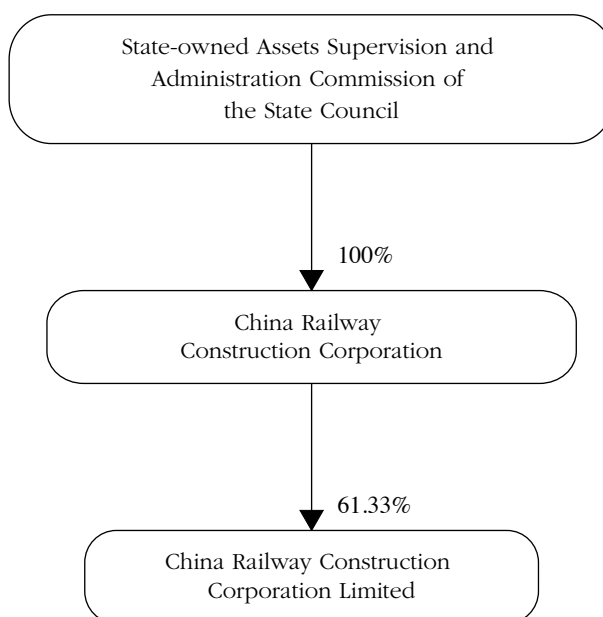 State-owned Assets Supervision and
Administration Commission of
the State Council
100%
China Railway
Construction Corporation
61.33%
China Railway Construction
Corporation Limited